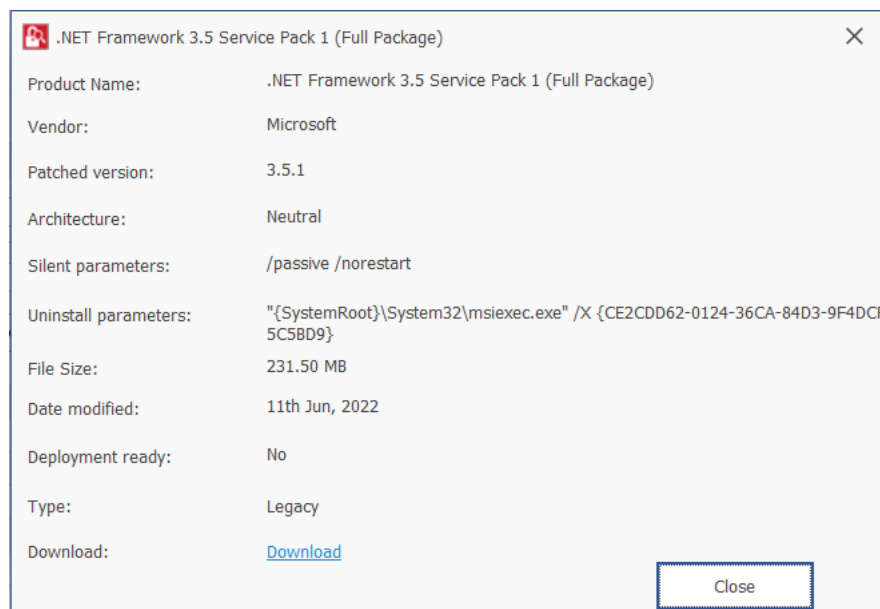 .NET Framework 3.5 Service Pack 1 (Full Package)
Product Name: .NET Framework 3.5 Service Pack 1 (Full Package)
Vendor: Microsoft
Patched version: 3.5.1
Architecture: Neutral
Silent parameters: /passive /norestart
Uninstall parameters: "{SystemRoot}\System32\msiexec.exe" /X {CE2CDD62-0124-36CA-84D3-9F4DCF
5C5BD9}
File Size: 231.50 MB
Date modified: 11th Jun, 2022
Deployment ready: No
Type: Legacy
Download: Download
Close